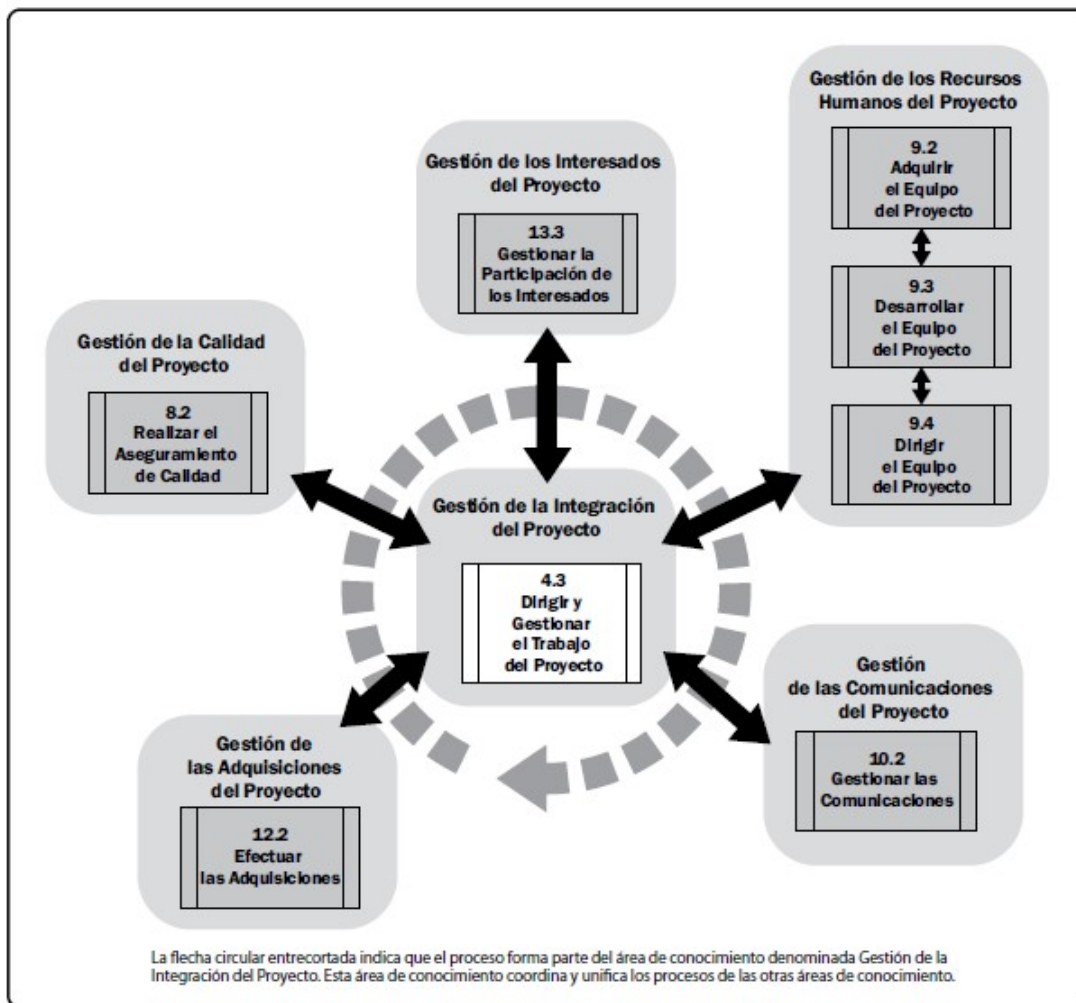 Gestión de los Recursos
Humanos del Proyecto
9.2
Adquirir
el Equipo
del Proyecto
9.3
Desarrollar
el Equipo
del Proyecto
9.4
Dirigir
el Equipo
del Proyecto
Gestión de los Interesados
del Proyecto
13.3
Gestionar la
Participación de
los Interesados
Gestión de la Calidad
del Proyecto
8.2
Realizar el
Aseguramiento
de Calidad
Gestión de la Integración
del Proyecto
4.3
Dirigir y
Gestionar
el Trabajo
del Proyecto
Gestión
de las Comunicaciones
del Proyecto
10.2
Gestionar las
Comunicaciones
Gestión de
las Adquisiciones
del Proyecto
12.2
Efectuar
las Adquisiciones
La flecha circular entrecortada indica que el proceso forma parte del área de conocimiento denominada Gestión de la
Integración del Proyecto. Esta área de conocimiento coordina y unifica los procesos de las otras áreas de conocimiento.